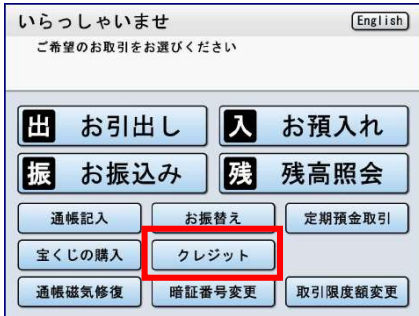 いらっしゃいませ English
ご希望のお取引をお選びください
出 お引出し 入 お預入れ
振 お振込み 残 残高照会
通帳記入 お振替え 定期預金取引
宝くじの購入 クレジット
通帳磁気修復 暗証番号変更 取引限度額変更